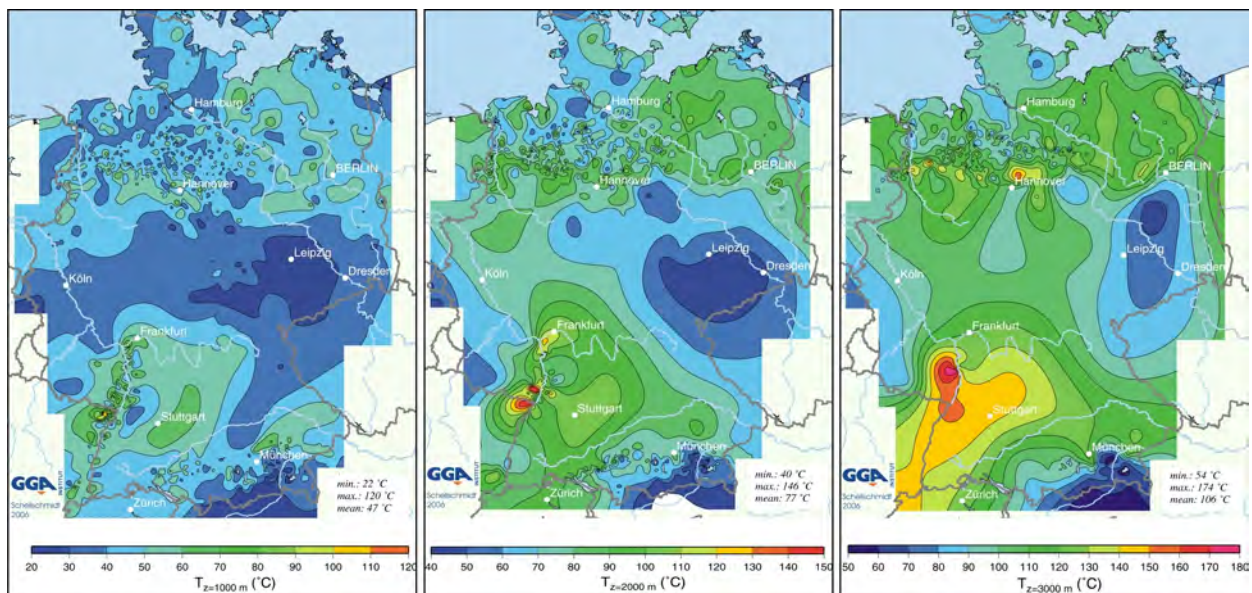 Hamburg
BERLIN
Hannover
Leipzig
Dresden
Köln
Frankfurt
Stuttgart
München
Zürich
GGA
INSTITUT
Schellschmidt
2006
min.: 22 °C
max.: 120 °C
mean: 47 °C
20 30 40 50 60 70 80 90 100 110 120
T z=1000 m (°C)
Hamburg
BERLIN
Hannover
Leipzig
Dresden
Köln
Frankfurt
Stuttgart
München
Zürich
GGA
INSTITUT
Schellschmidt
2006
min.: 40 °C
max.: 146 °C
mean: 77 °C
40 50 60 70 80 90 100 110 120 130 140 150
T z=2000 m (°C)
Hamburg
BERLIN
Hannover
Leipzig
Dresden
Köln
Frankfurt
Stuttgart
München
Zürich
GGA
INSTITUT
Schellschmidt
2006
min.: 54 °C
max.: 174 °C
mean: 106 °C
50 60 70 80 90 100 110 120 130 140 150 160 170 180
T z=3000 m (°C)